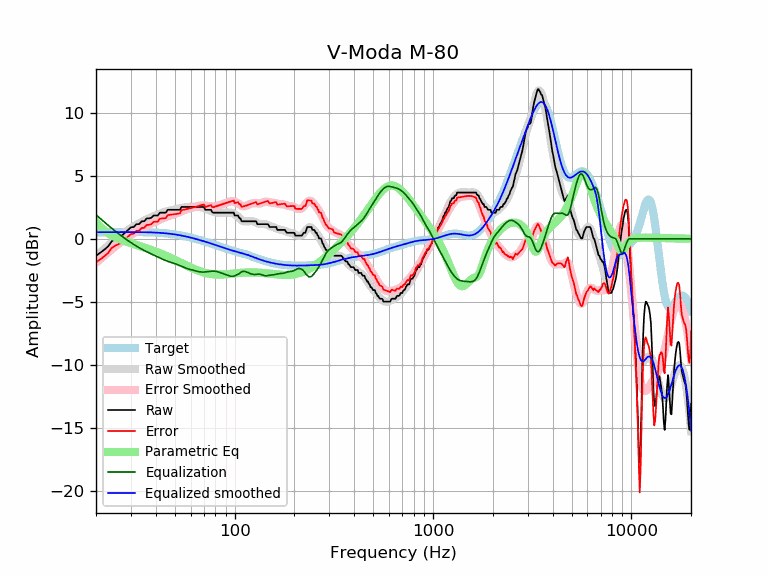 V-Moda M-80
Amplitude (dBr)
10
5
0
−5
−10
−15
−20
Target
Raw Smoothed
Error Smoothed
Raw
Error
Parametric Eq
Equalization
Equalized smoothed
100
1000
10000
Frequency (Hz)